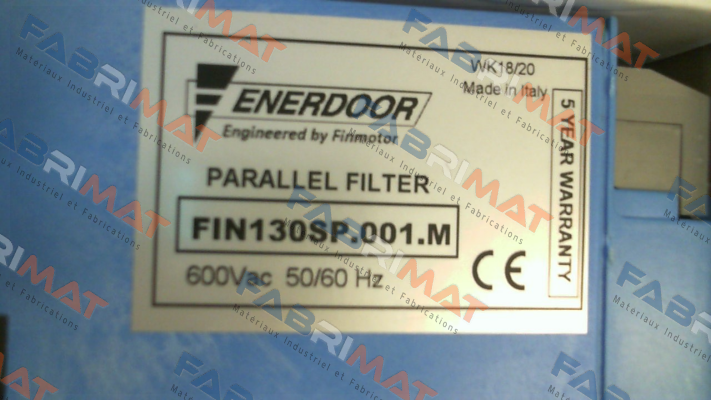 WK18/20
Made in Italy
ENERDOOR
Engineered by Finmotor
PARALLEL FILTER
FIN130SP.001.M
600Vac 50/60 Hz
CE
5 YEAR WARRANTY
FABRIMAT
Materiaux Industriel et Fabrications